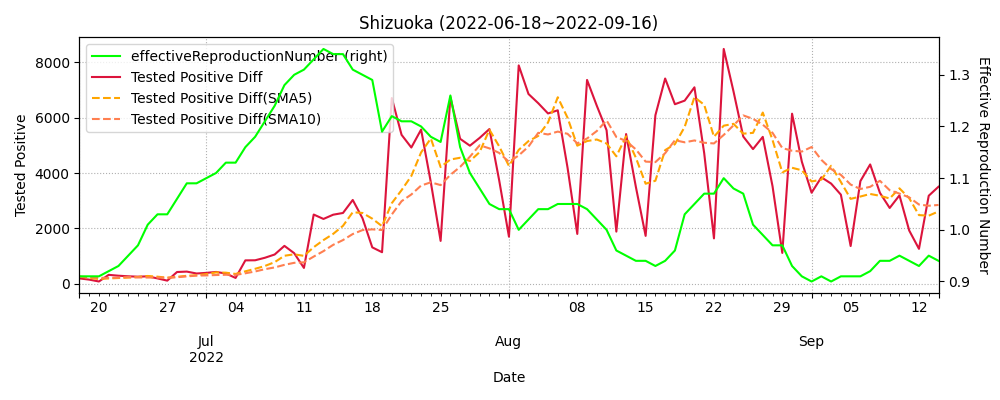 Shizuoka (2022-06-18~2022-09-16)
effectiveReproductionNumber (right)
Tested Positive Diff
Tested Positive Diff(SMA5)
Tested Positive Diff(SMA10)
Tested Positive
8000
6000
4000
2000
0
Effective Reproduction Number
1.3
1.2
1.1
1.0
0.9
20 27 04 11 18 25 08 15 22 29 05 12
Jul Aug Sep
2022
Date